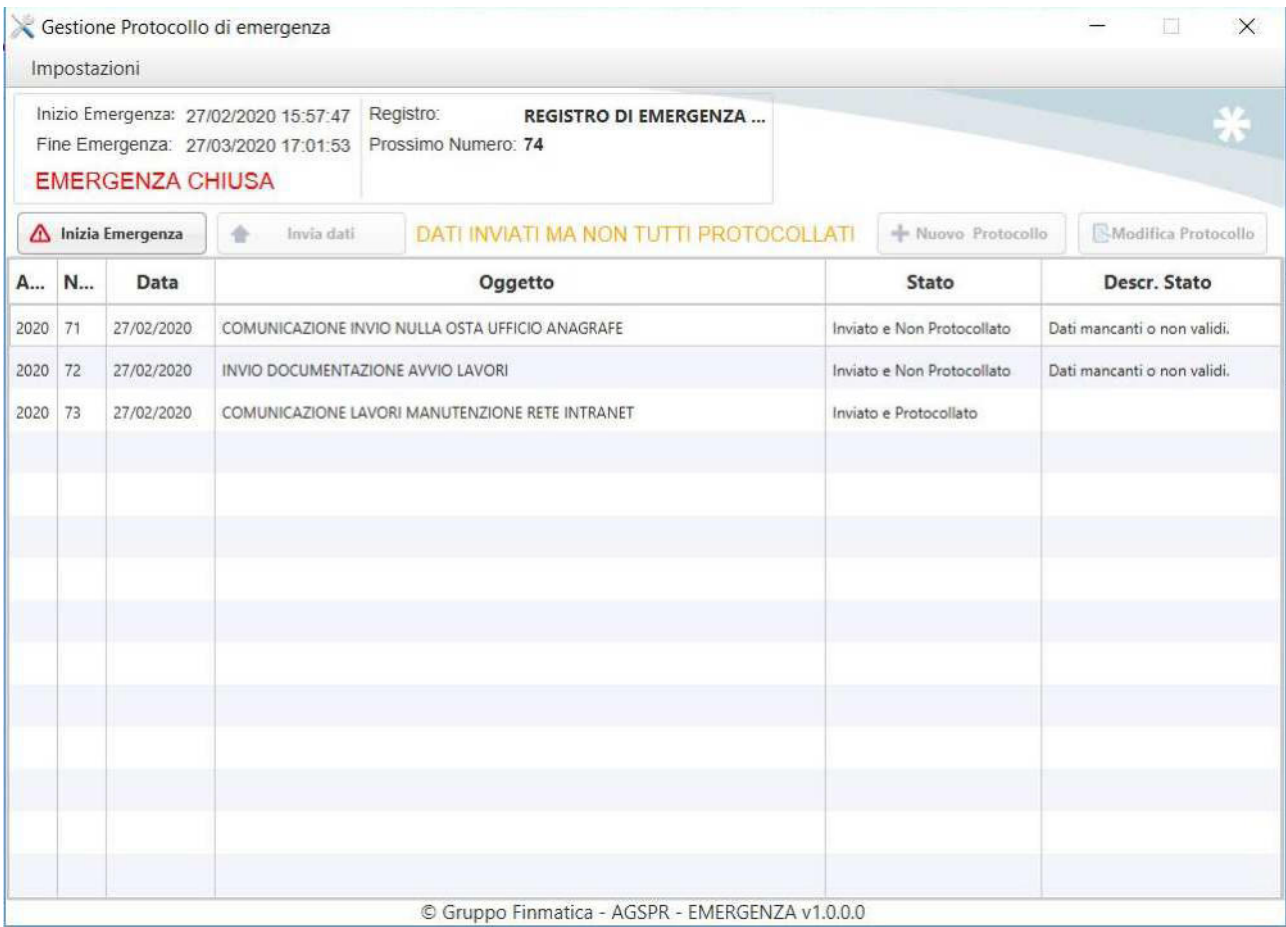 Gestione Protocollo di emergenza
Impostazioni
Inizio Emergenza: 27/02/2020 15:57:47 Registro: REGISTRO DI EMERGENZA ...
Fine Emergenza: 27/03/2020 17:01:53 Prossimo Numero: 74
EMERGENZA CHIUSA
Inizia Emergenza Invia dati DATI INVIATI MA NON TUTTI PROTOCOLLATI Nuovo Protocollo Modifica Protocollo
A... N... Data Oggetto Stato Descr. Stato
2020 71 27/02/2020 COMUNICAZIONE INVIO NULLA OSTA UFFICIO ANAGRAFE Inviato e Non Protocollato Dati mancanti o non validi.
2020 72 27/02/2020 INVIO DOCUMENTAZIONE AVVIO LAVORI Inviato e Non Protocollato Dati mancanti o non validi.
2020 73 27/02/2020 COMUNICAZIONE LAVORI MANUTENZIONE RETE INTRANET Inviato e Protocollato
© Gruppo Finmatica - AGSPR - EMERGENZA v1.0.0.0